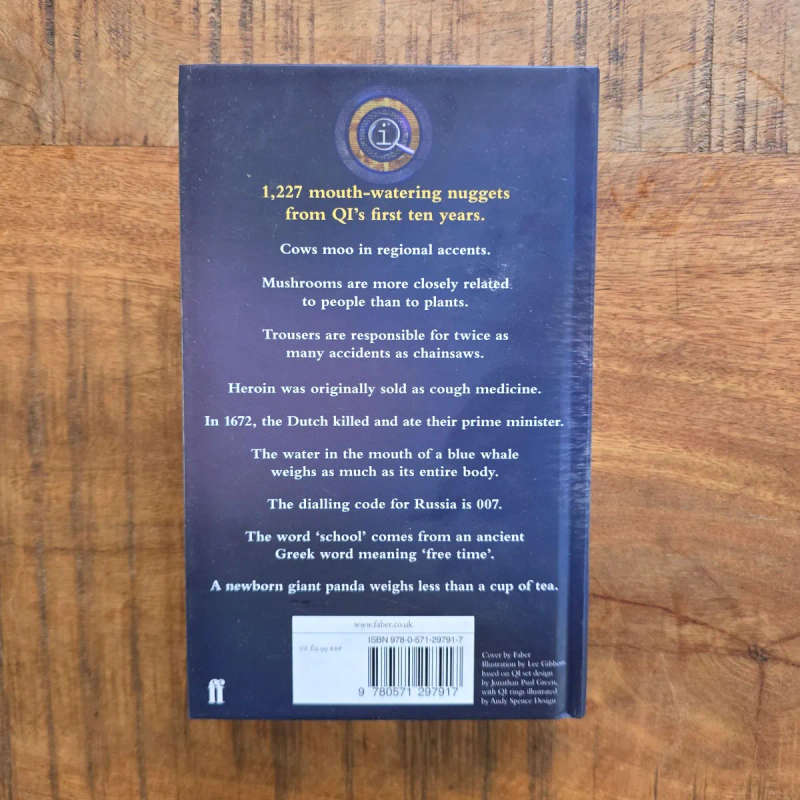 i
1,227 mouth-watering nuggets
from QI's first ten years.
Cows moo in regional accents.
Mushrooms are more closely related
to people than to plants.
Trousers are responsible for twice as
many accidents as chainsaws.
Heroin was originally sold as cough medicine.
In 1672, the Dutch killed and ate their prime minister.
The water in the mouth of a blue whale
weighs as much as its entire body.
The dialling code for Russia is 007.
The word ‘school’ comes from an ancient
Greek word meaning ‘free time’.
A newborn giant panda weighs less than a cup of tea.
www.faber.co.uk
ISBN 978-0-571-29791-7
9 780571 297917
ff
Cover by Faber
Illustration by Lee Gibbons
based on QI set design
by Jonathan Paul Green,
with QI rings illustrated
by Andy Spence Design